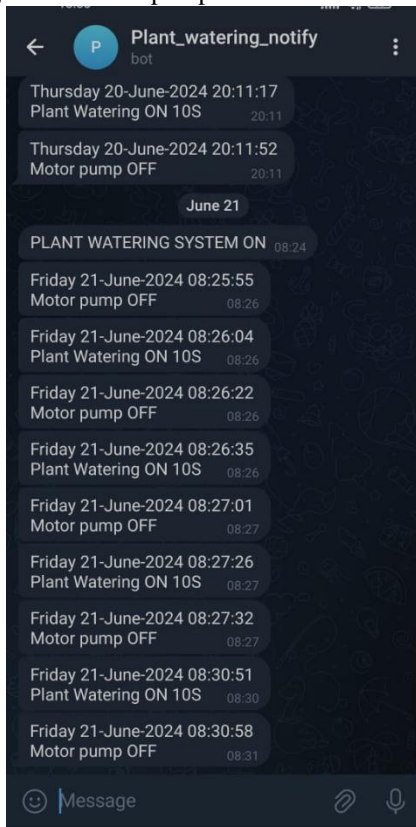 P
Plant_watering_notify
bot
Thursday 20-June-2024 20:11:17
Plant Watering ON 10S 20:11
Thursday 20-June-2024 20:11:52
Motor pump OFF 20:11
June 21
PLANT WATERING SYSTEM ON 08:24
Friday 21-June-2024 08:25:55
Motor pump OFF 08:26
Friday 21-June-2024 08:26:04
Plant Watering ON 10S 08:26
Friday 21-June-2024 08:26:22
Motor pump OFF 08:26
Friday 21-June-2024 08:26:35
Plant Watering ON 10S 08:26
Friday 21-June-2024 08:27:01
Motor pump OFF 08:27
Friday 21-June-2024 08:27:26
Plant Watering ON 10S 08:27
Friday 21-June-2024 08:27:32
Motor pump OFF 08:27
Friday 21-June-2024 08:30:51
Plant Watering ON 10S 08:30
Friday 21-June-2024 08:30:58
Motor pump OFF 08:31
Message